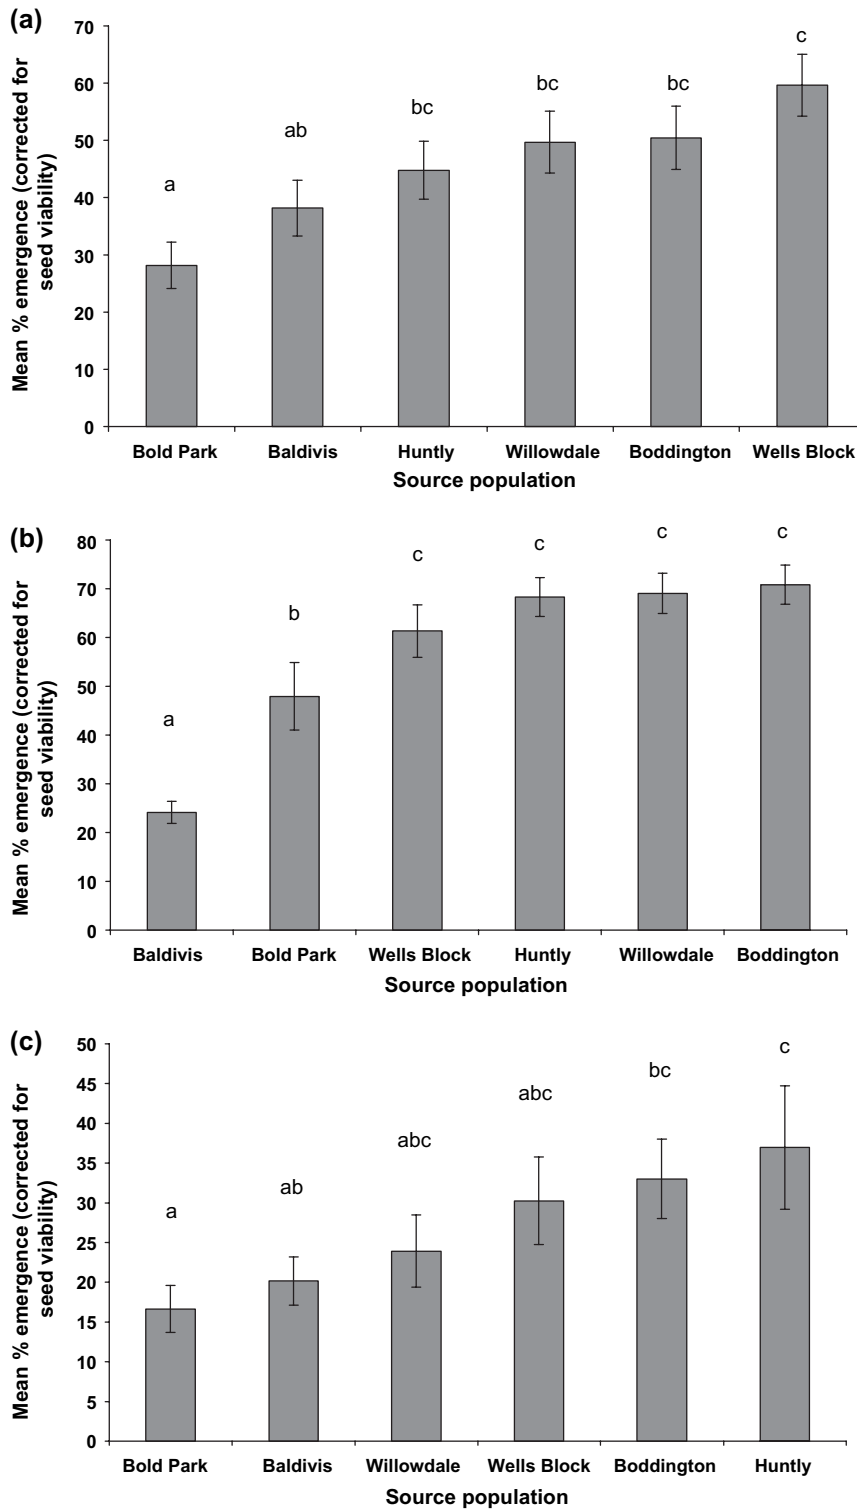 (a)
Mean % emergence (corrected for
seed viability)
70
60
50
40
30
20
10
0
a
ab
bc
bc
bc
c
Bold Park
Baldivis
Huntly
Willowdale
Boddington
Wells Block
Source population
(b)
Mean % emergence (corrected for
seed viability)
80
70
60
50
40
30
20
10
0
a
b
c
c
c
c
Baldivis
Bold Park
Wells Block
Huntly
Willowdale
Boddington
Source population
(c)
Mean % emergence (corrected for
seed viability)
50
45
40
35
30
25
20
15
10
5
0
a
ab
abc
abc
bc
c
Bold Park
Baldivis
Willowdale
Wells Block
Boddington
Huntly
Source population